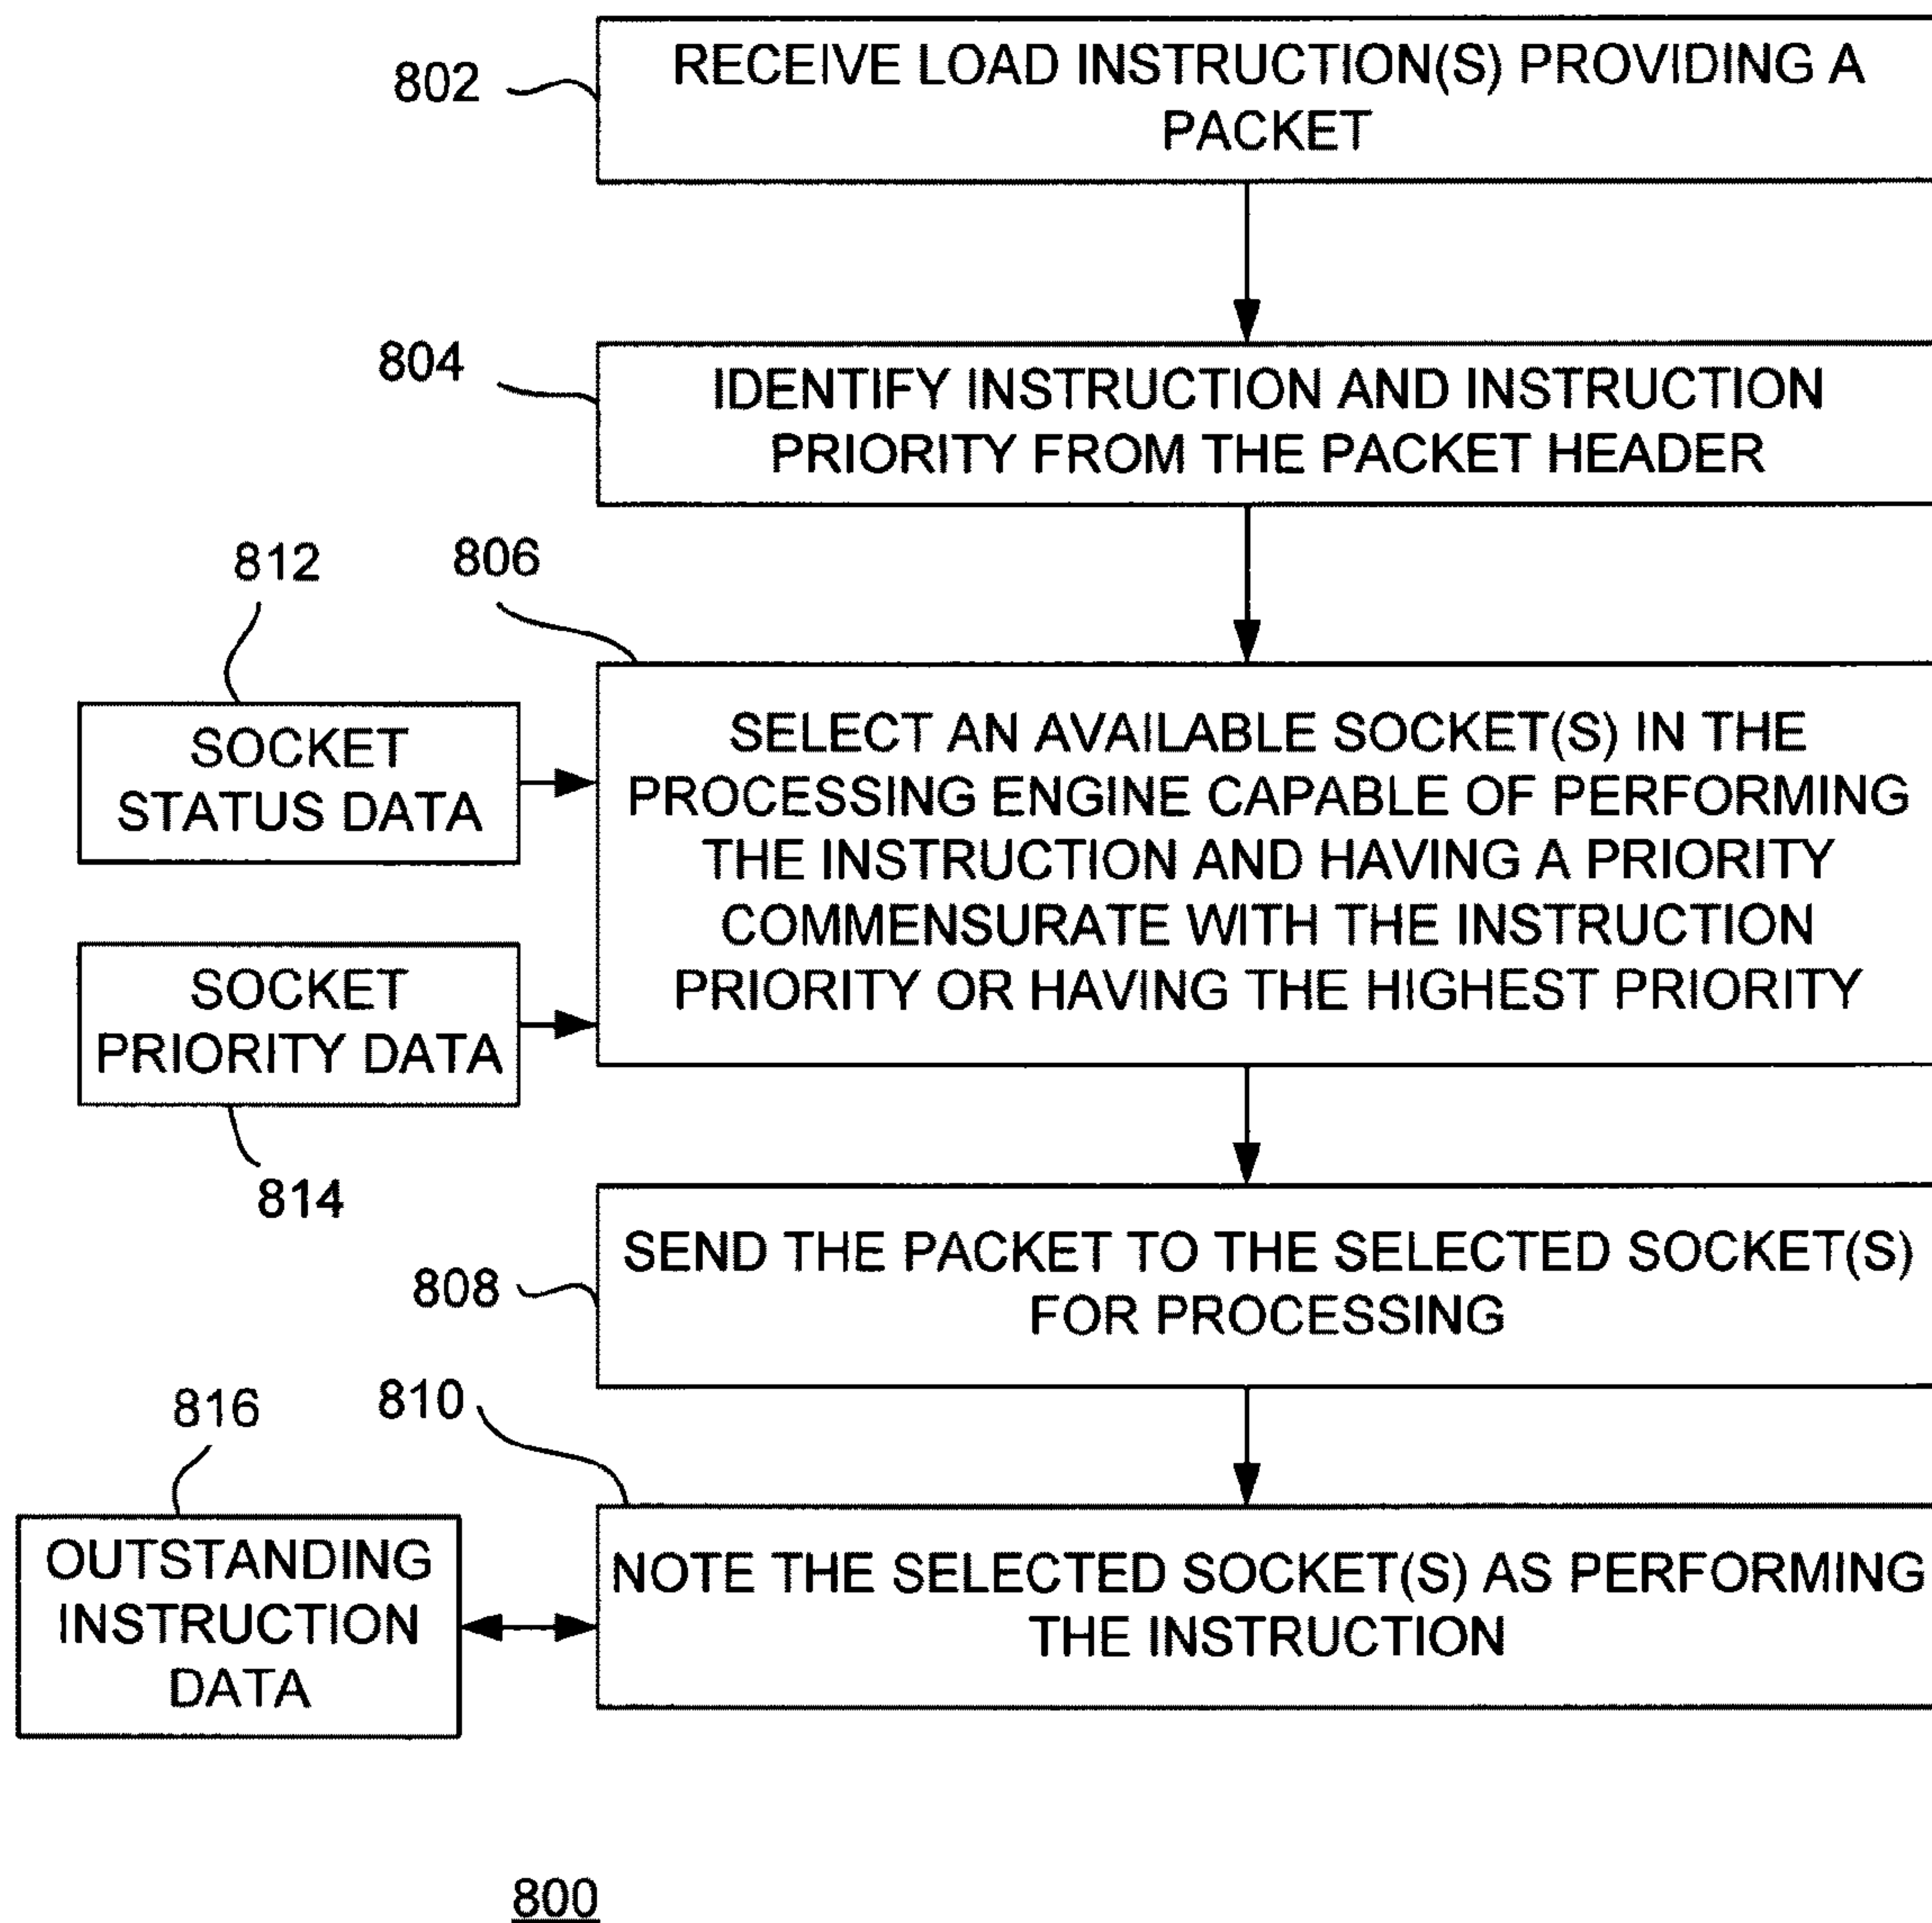 802
RECEIVE LOAD INSTRUCTION(S) PROVIDING A
PACKET
804
IDENTIFY INSTRUCTION AND INSTRUCTION
PRIORITY FROM THE PACKET HEADER
812
806
SOCKET
STATUS DATA
SELECT AN AVAILABLE SOCKET(S) IN THE
PROCESSING ENGINE CAPABLE OF PERFORMING
THE INSTRUCTION AND HAVING A PRIORITY
COMMENSURATE WITH THE INSTRUCTION
PRIORITY OR HAVING THE HIGHEST PRIORITY
SOCKET
PRIORITY DATA
814
808
SEND THE PACKET TO THE SELECTED SOCKET(S)
FOR PROCESSING
816
810
OUTSTANDING
INSTRUCTION
DATA
NOTE THE SELECTED SOCKET(S) AS PERFORMING
THE INSTRUCTION
800